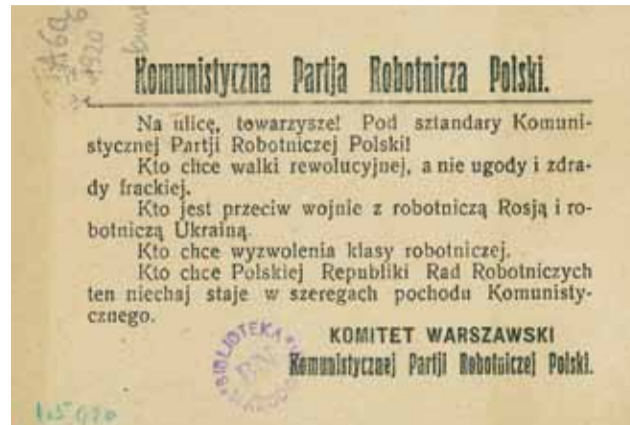 1920
Komunistyczna Partja Robotnicza Polski.
Na ulicę, towarzysze! Pod sztandary Komuni-
stycznej Partji Robotniczej Polski!
Kto chce walki rewolucyjnej, a nie ugody i zdra-
dy frackiej.
Kto jest przeciw wojnie z robotniczą Rosją i ro-
botniczą Ukrainą.
Kto chce wyzwolenia klasy robotniczej.
Kto chce Polskiej Republiki Rad Robotniczych
ten niechaj staje w szeregach pochodu Komunisty-
cznego.
KOMITET WARSZAWSKI
Komunistycznej Partji Robotniczej Polski.
BIBLIOTEKA